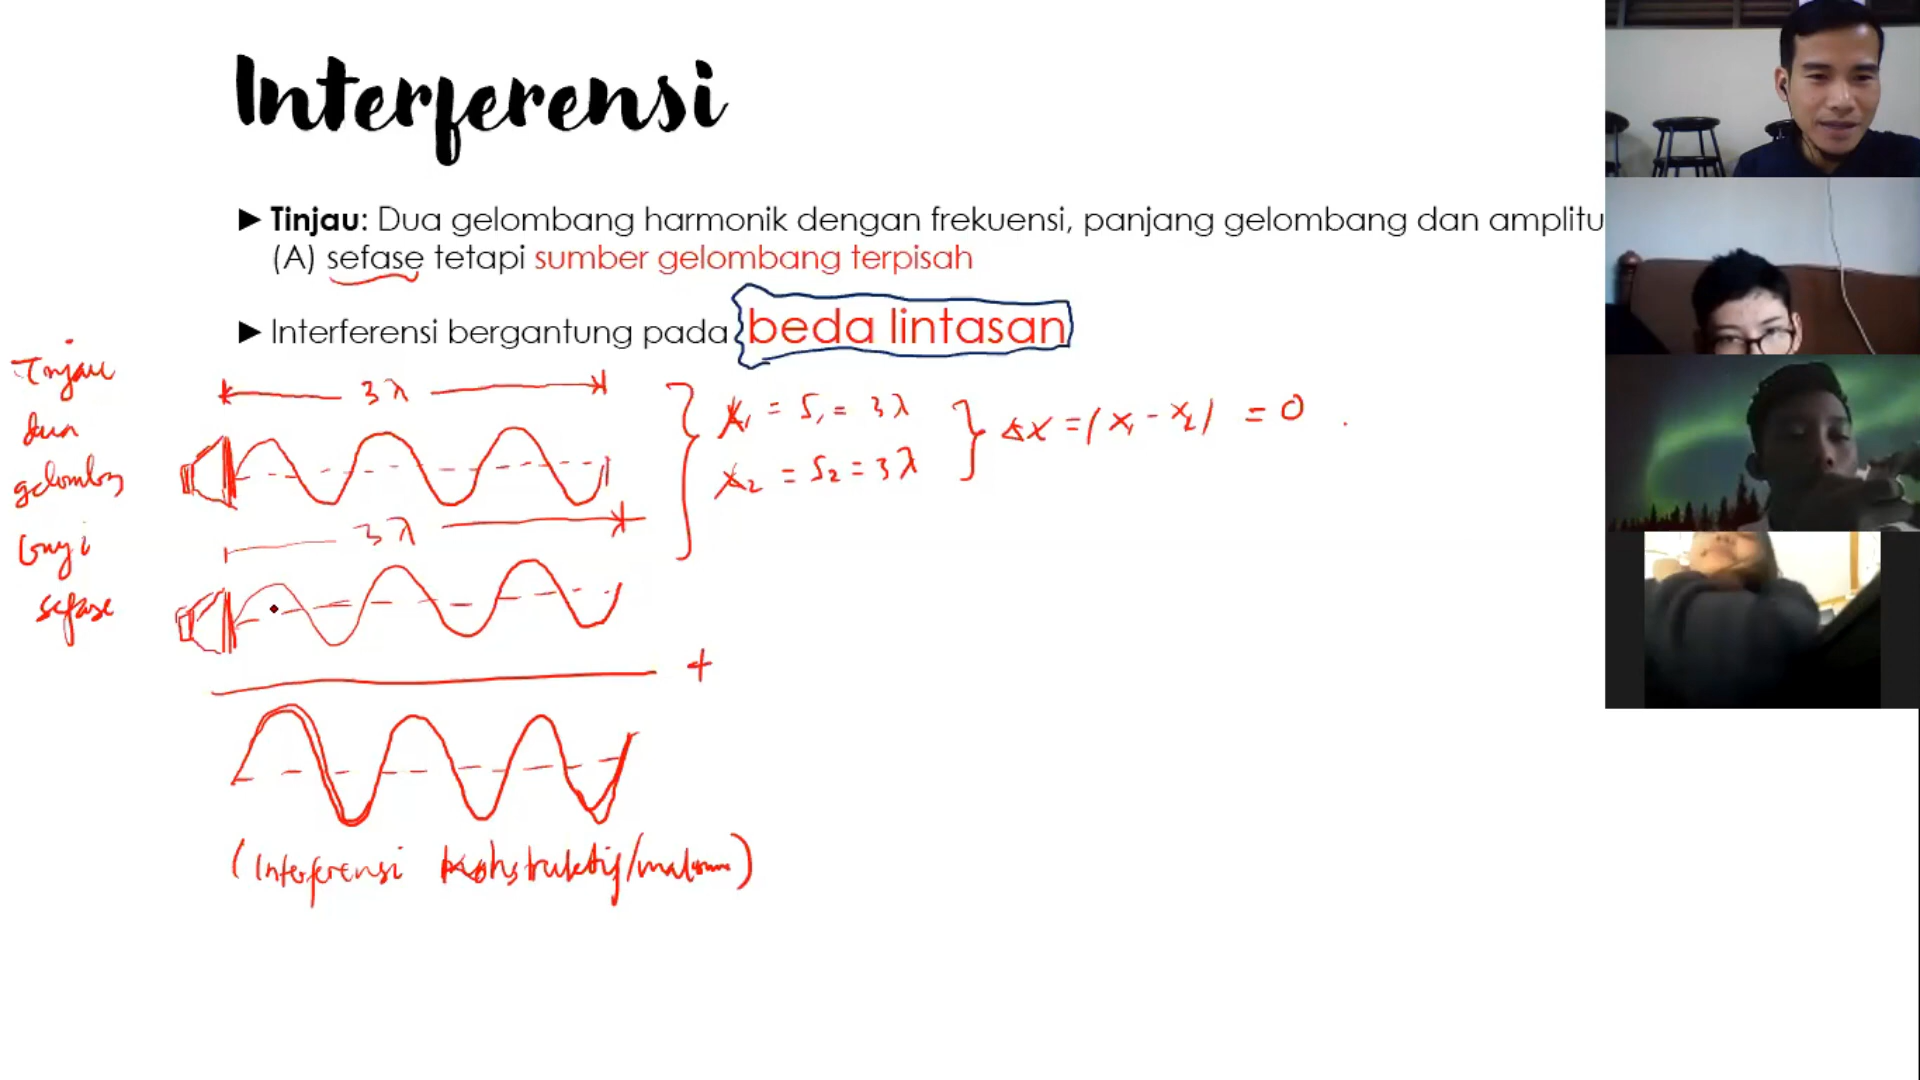 Interferensi
► Tinjau: Dua gelombang harmonik dengan frekuensi, panjang gelombang dan amplitu
(A) sefase tetapi sumber gelombang terpisah
► Interferensi bergantung pada beda lintasan
Tinjau
dua
gelombang
bunyi
sefase
3λ
3λ
x₁ = S₁ = 3λ
x₂ = S₂ = 3λ
Δx = |x₁ - x₂| = 0
+
(Interferensi Konstruktif/maksimum)